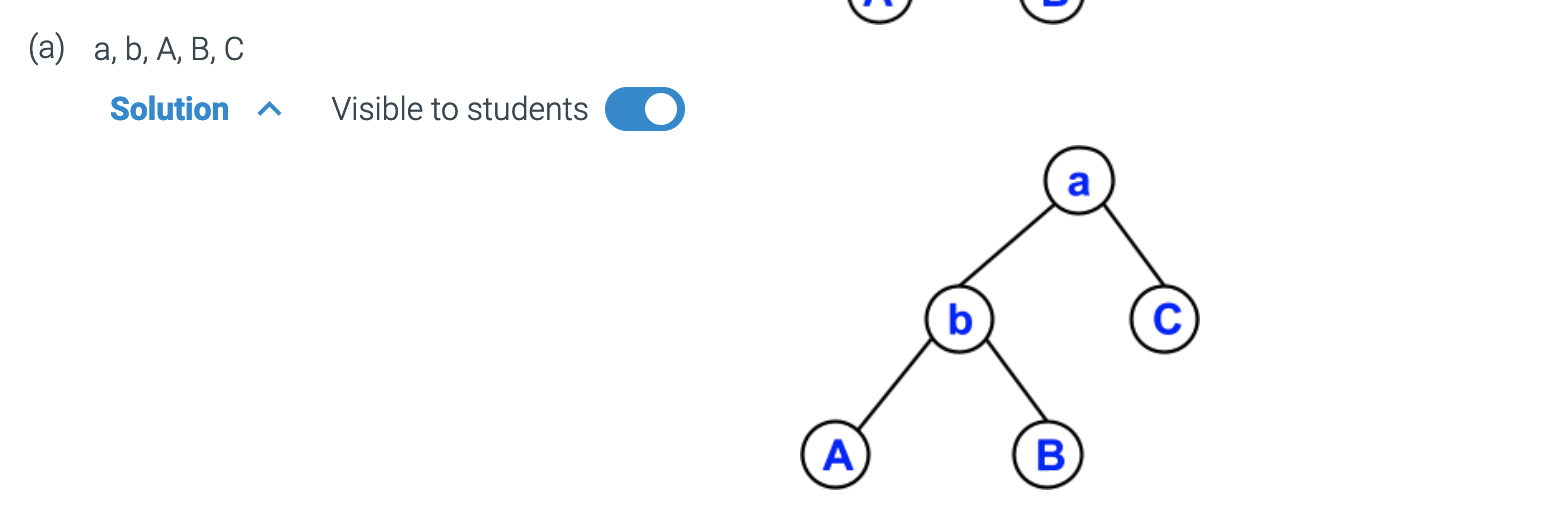 A B
(a) a, b, A, B, C
Solution Visible to students
a
b C
A B